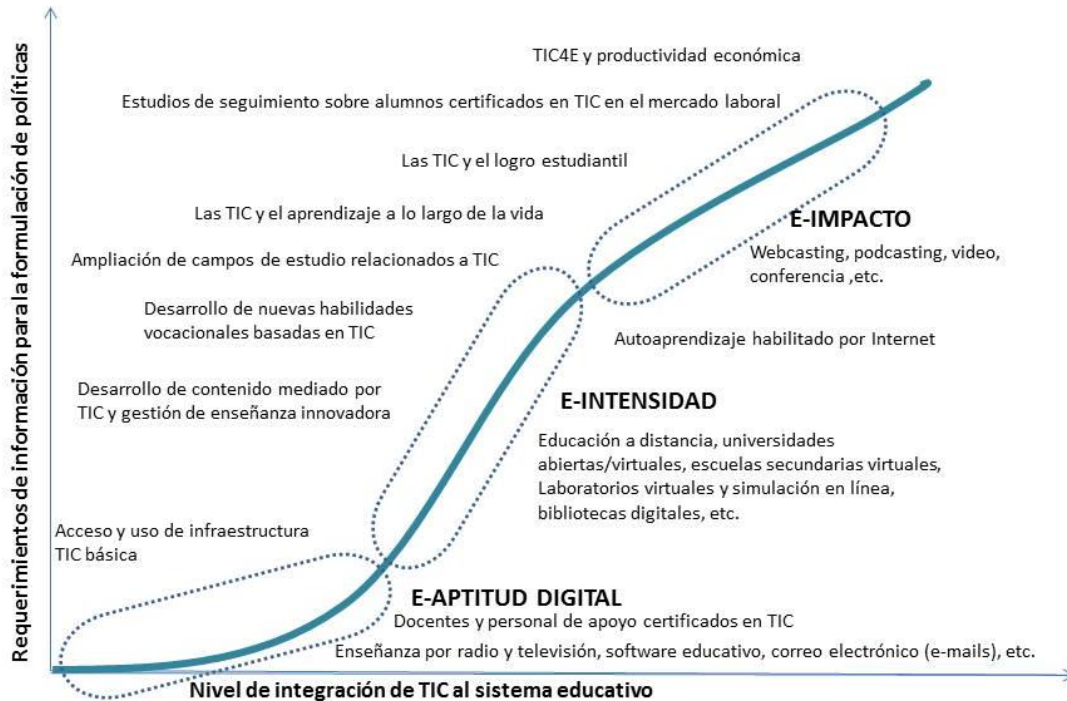 Requerimientos de información para la formulación de políticas
TIC4E y productividad económica
Estudios de seguimiento sobre alumnos certificados en TIC en el mercado laboral
Las TIC y el logro estudiantil
Las TIC y el aprendizaje a lo largo de la vida
E-IMPACTO
Webcasting, podcasting, video,
conferencia ,etc.
Ampliación de campos de estudio relacionados a TIC
Desarrollo de nuevas habilidades
vocacionales basadas en TIC
Autoaprendizaje habilitado por Internet
Desarrollo de contenido mediado por
TIC y gestión de enseñanza innovadora
E-INTENSIDAD
Educación a distancia, universidades
abiertas/virtuales, escuelas secundarias virtuales,
Laboratorios virtuales y simulación en línea,
bibliotecas digitales, etc.
Acceso y uso de infraestructura
TIC básica
E-APTITUD DIGITAL
Docentes y personal de apoyo certificados en TIC
Enseñanza por radio y televisión, software educativo, correo electrónico (e-mails), etc.
Nivel de integración de TIC al sistema educativo